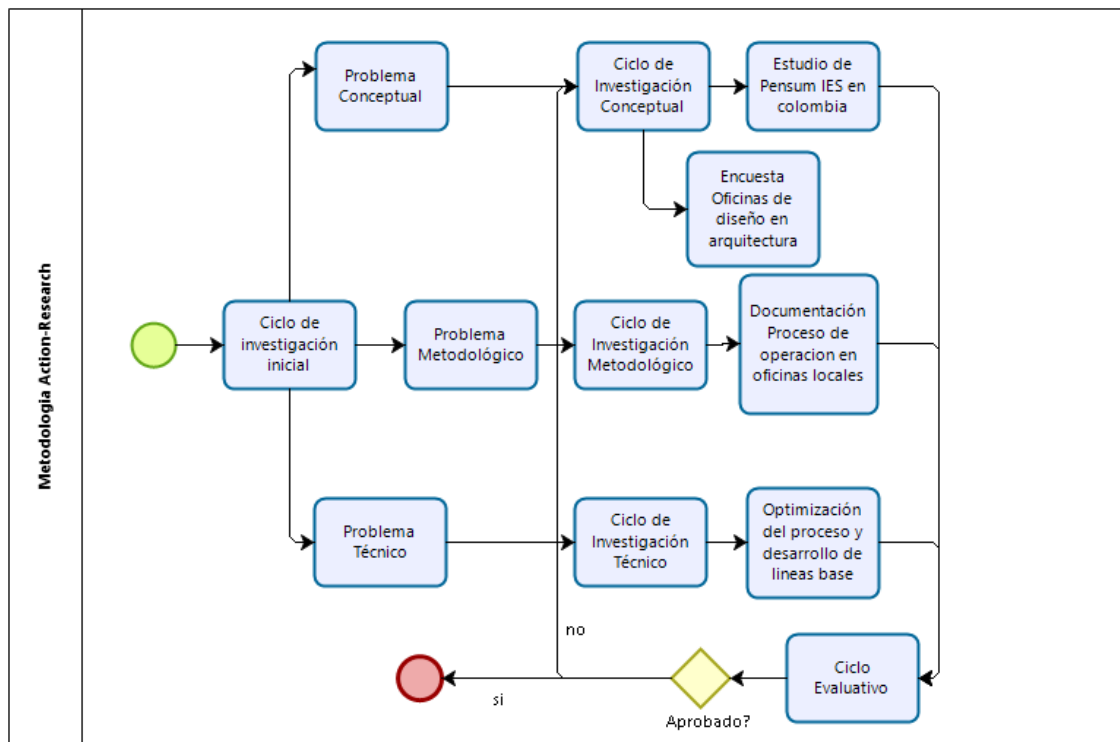 Metodologia Action-Research
Problema
Conceptual
Ciclo de
Investigación
Conceptual
Estudio de
Pensum IES en
colombia
Encuesta
Oficinas de
diseño en
arquitectura
Ciclo de
investigación
inicial
Problema
Metodológico
Ciclo de
Investigación
Metodológico
Documentación
Proceso de
operacion en
oficinas locales
Problema
Técnico
Ciclo de
Investigación
Técnico
Optimización
del proceso y
desarrollo de
lineas base
no
si
Aprobado?
Ciclo
Evaluativo